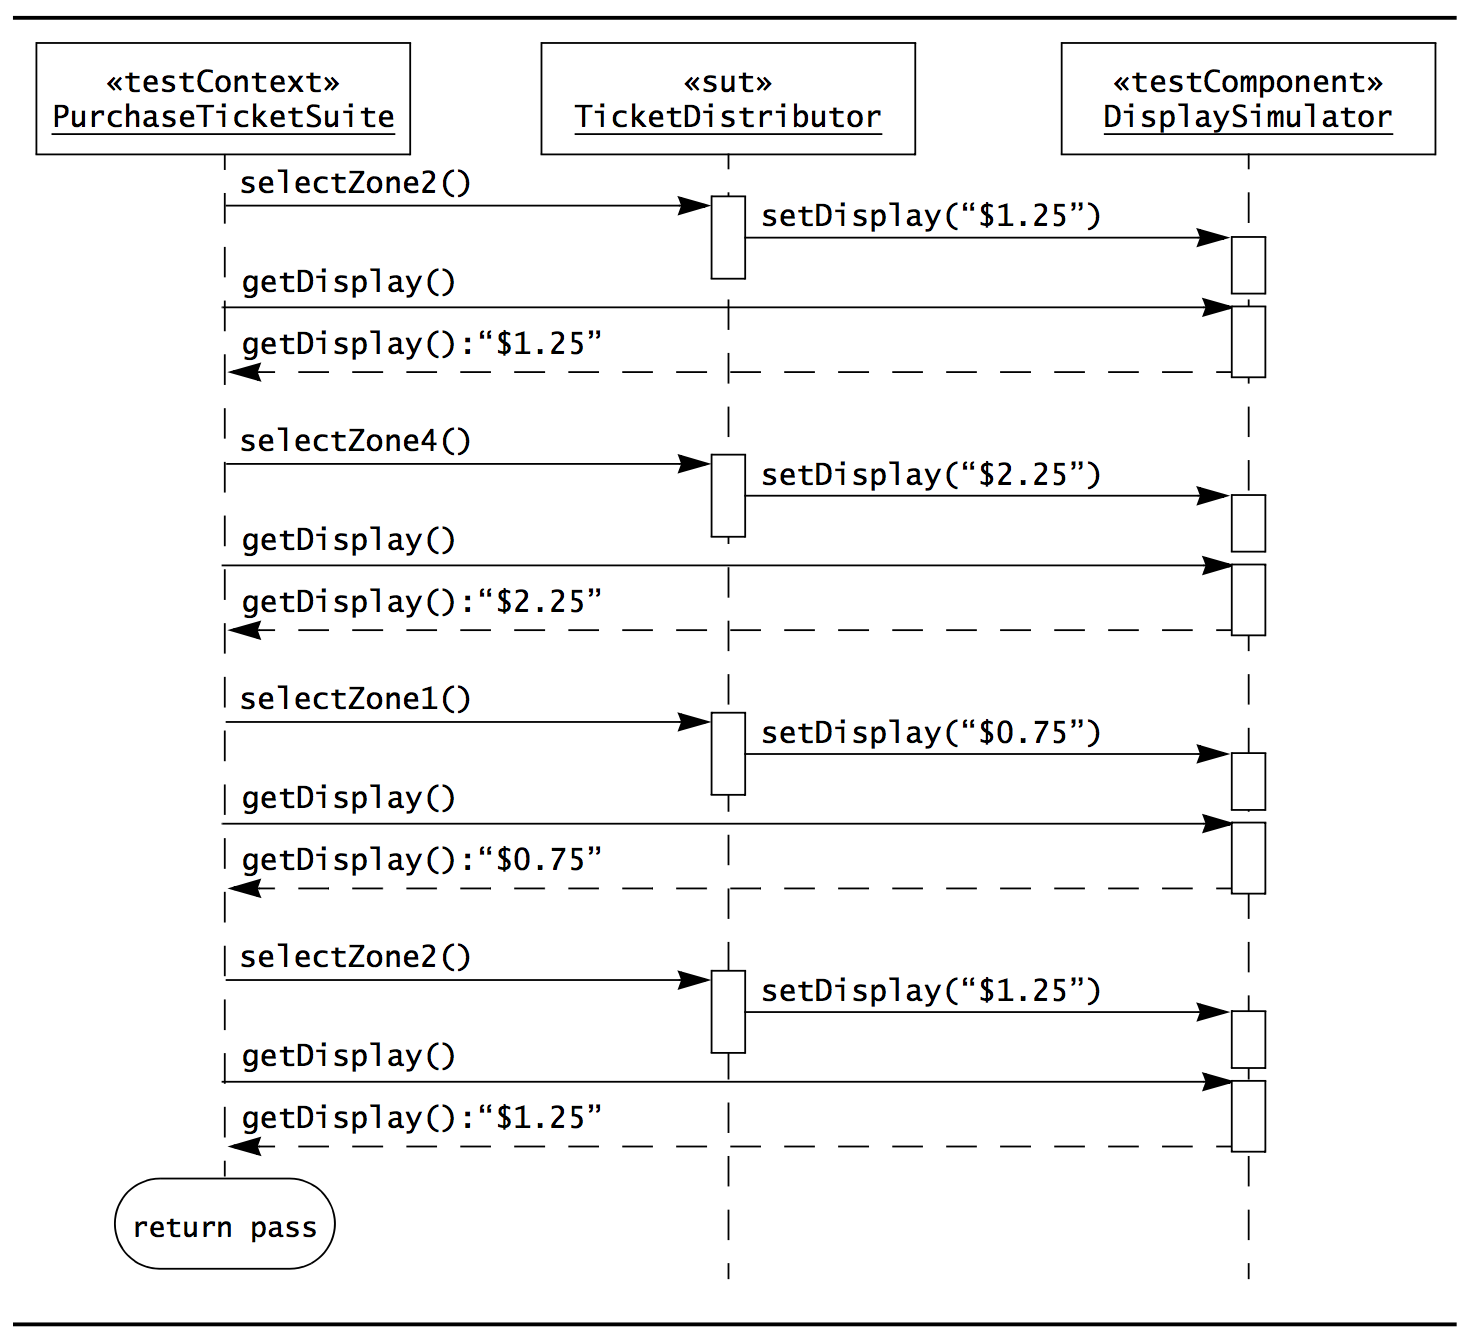 «testContext»
PurchaseTicketSuite
«sut»
TicketDistributor
«testComponent»
DisplaySimulator
selectZone2()
setDisplay(“$1.25”)
getDisplay()
getDisplay():“$1.25”
selectZone4()
setDisplay(“$2.25”)
getDisplay()
getDisplay():“$2.25”
selectZone1()
setDisplay(“$0.75”)
getDisplay()
getDisplay():“$0.75”
selectZone2()
setDisplay(“$1.25”)
getDisplay()
getDisplay():“$1.25”
return pass